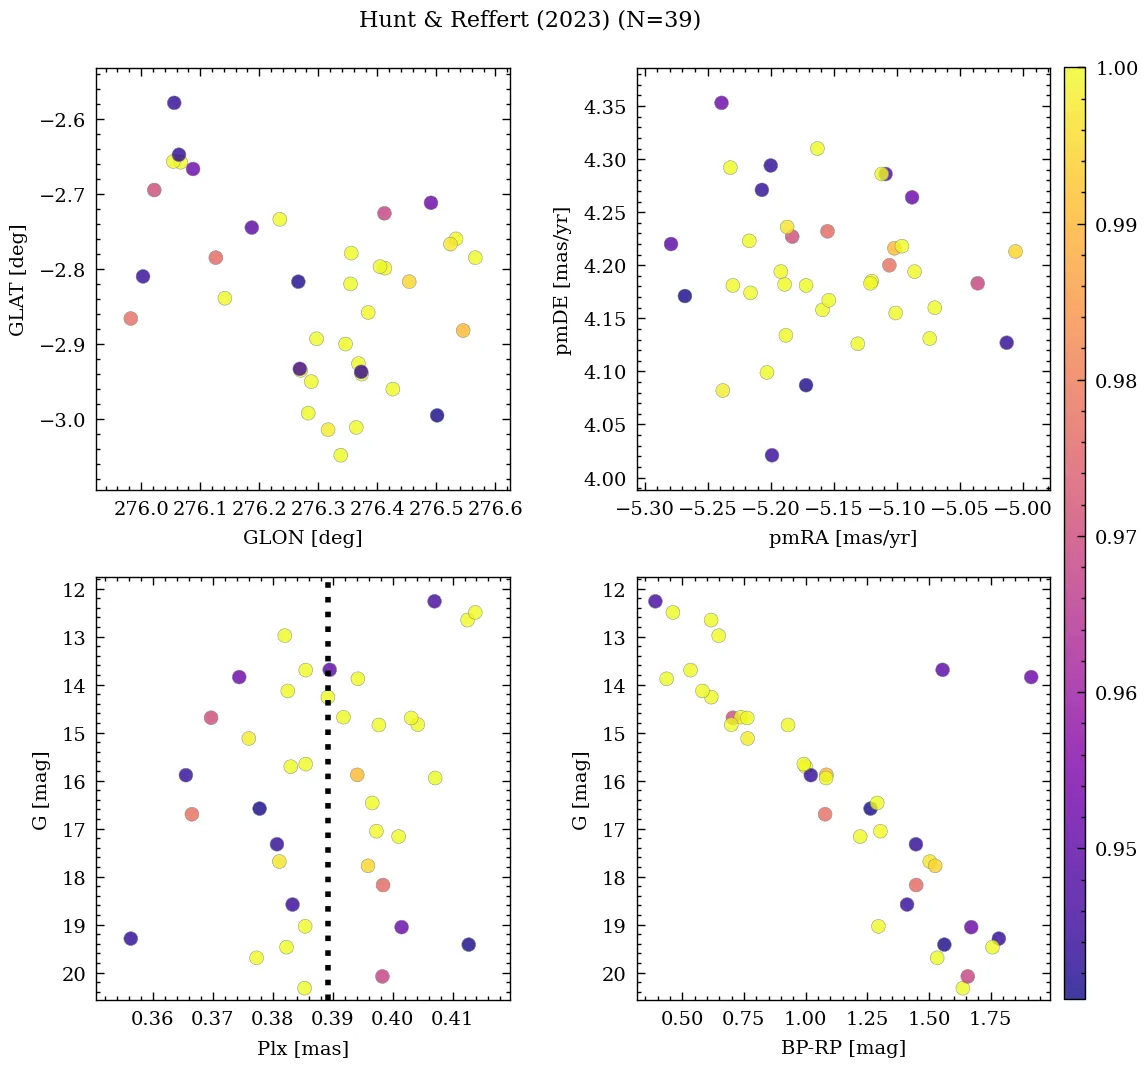 Hunt & Reffert (2023) (N=39)
−2.6
−2.7
−2.8
−2.9
−3.0
GLAT [deg]
276.0 276.1 276.2 276.3 276.4 276.5 276.6
GLON [deg]
4.35
4.30
4.25
4.20
4.15
4.10
4.05
4.00
pmDE [mas/yr]
−5.30 −5.25 −5.20 −5.15 −5.10 −5.05 −5.00
pmRA [mas/yr]
12
13
14
15
16
17
18
19
20
G [mag]
0.36 0.37 0.38 0.39 0.40 0.41
Plx [mas]
12
13
14
15
16
17
18
19
20
G [mag]
0.50 0.75 1.00 1.25 1.50 1.75
BP-RP [mag]
1.00
0.99
0.98
0.97
0.96
0.95